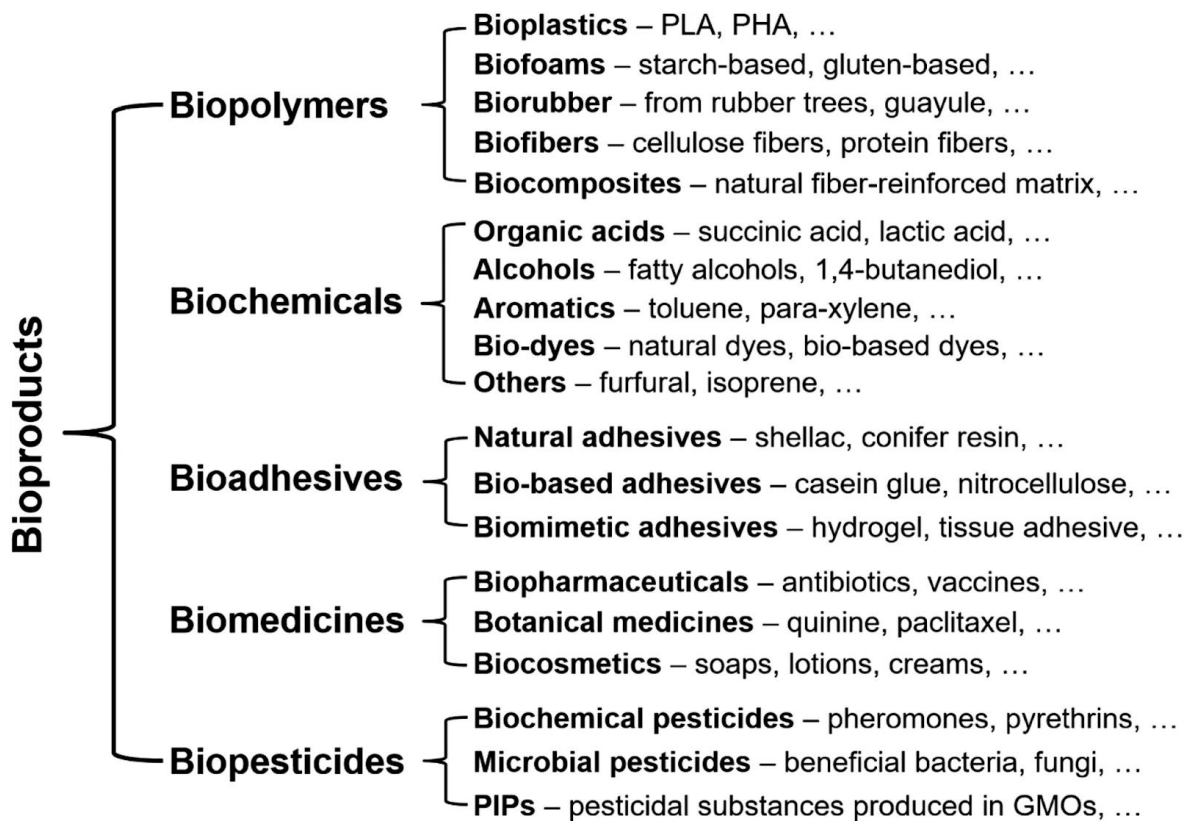 Bioproducts
Biopolymers
Bioplastics – PLA, PHA, …
Biofoams – starch-based, gluten-based, …
Biorubber – from rubber trees, guayule, …
Biofibers – cellulose fibers, protein fibers, …
Biocomposites – natural fiber-reinforced matrix, …
Biochemicals
Organic acids – succinic acid, lactic acid, …
Alcohols – fatty alcohols, 1,4-butanediol, …
Aromatics – toluene, para-xylene, …
Bio-dyes – natural dyes, bio-based dyes, …
Others – furfural, isoprene, …
Bioadhesives
Natural adhesives – shellac, conifer resin, …
Bio-based adhesives – casein glue, nitrocellulose, …
Biomimetic adhesives – hydrogel, tissue adhesive, …
Biomedicines
Biopharmaceuticals – antibiotics, vaccines, …
Botanical medicines – quinine, paclitaxel, …
Biocosmetics – soaps, lotions, creams, …
Biopesticides
Biochemical pesticides – pheromones, pyrethrins, …
Microbial pesticides – beneficial bacteria, fungi, …
PIPs – pesticidal substances produced in GMOs, …